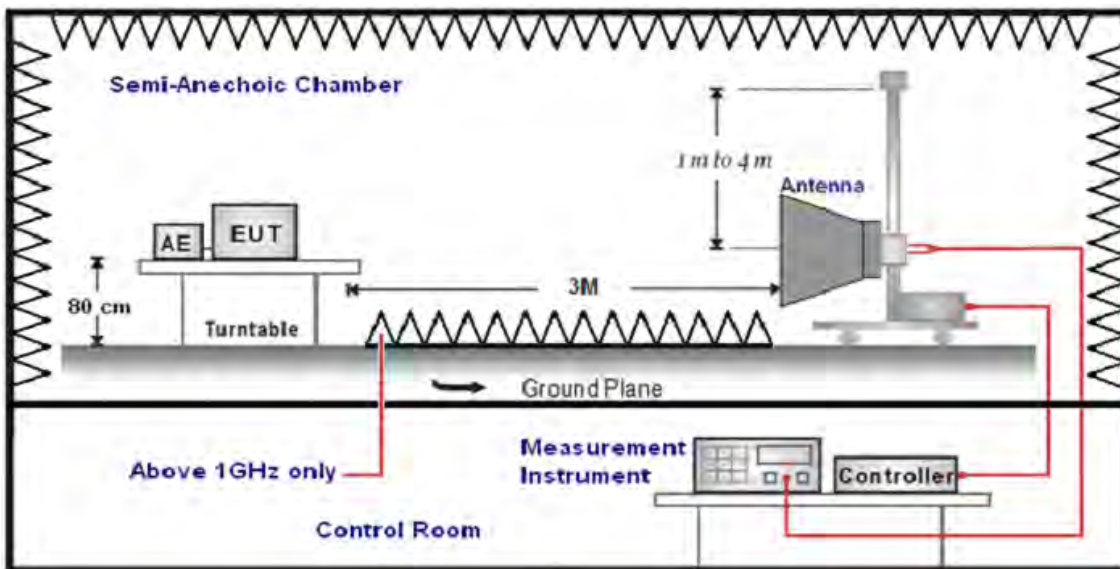 Semi-Anechoic Chamber
1 m to 4 m
Antenna
AE
EUT
80 cm
3M
Turntable
Ground Plane
Above 1GHz only
Measurement
Instrument
Controller
Control Room